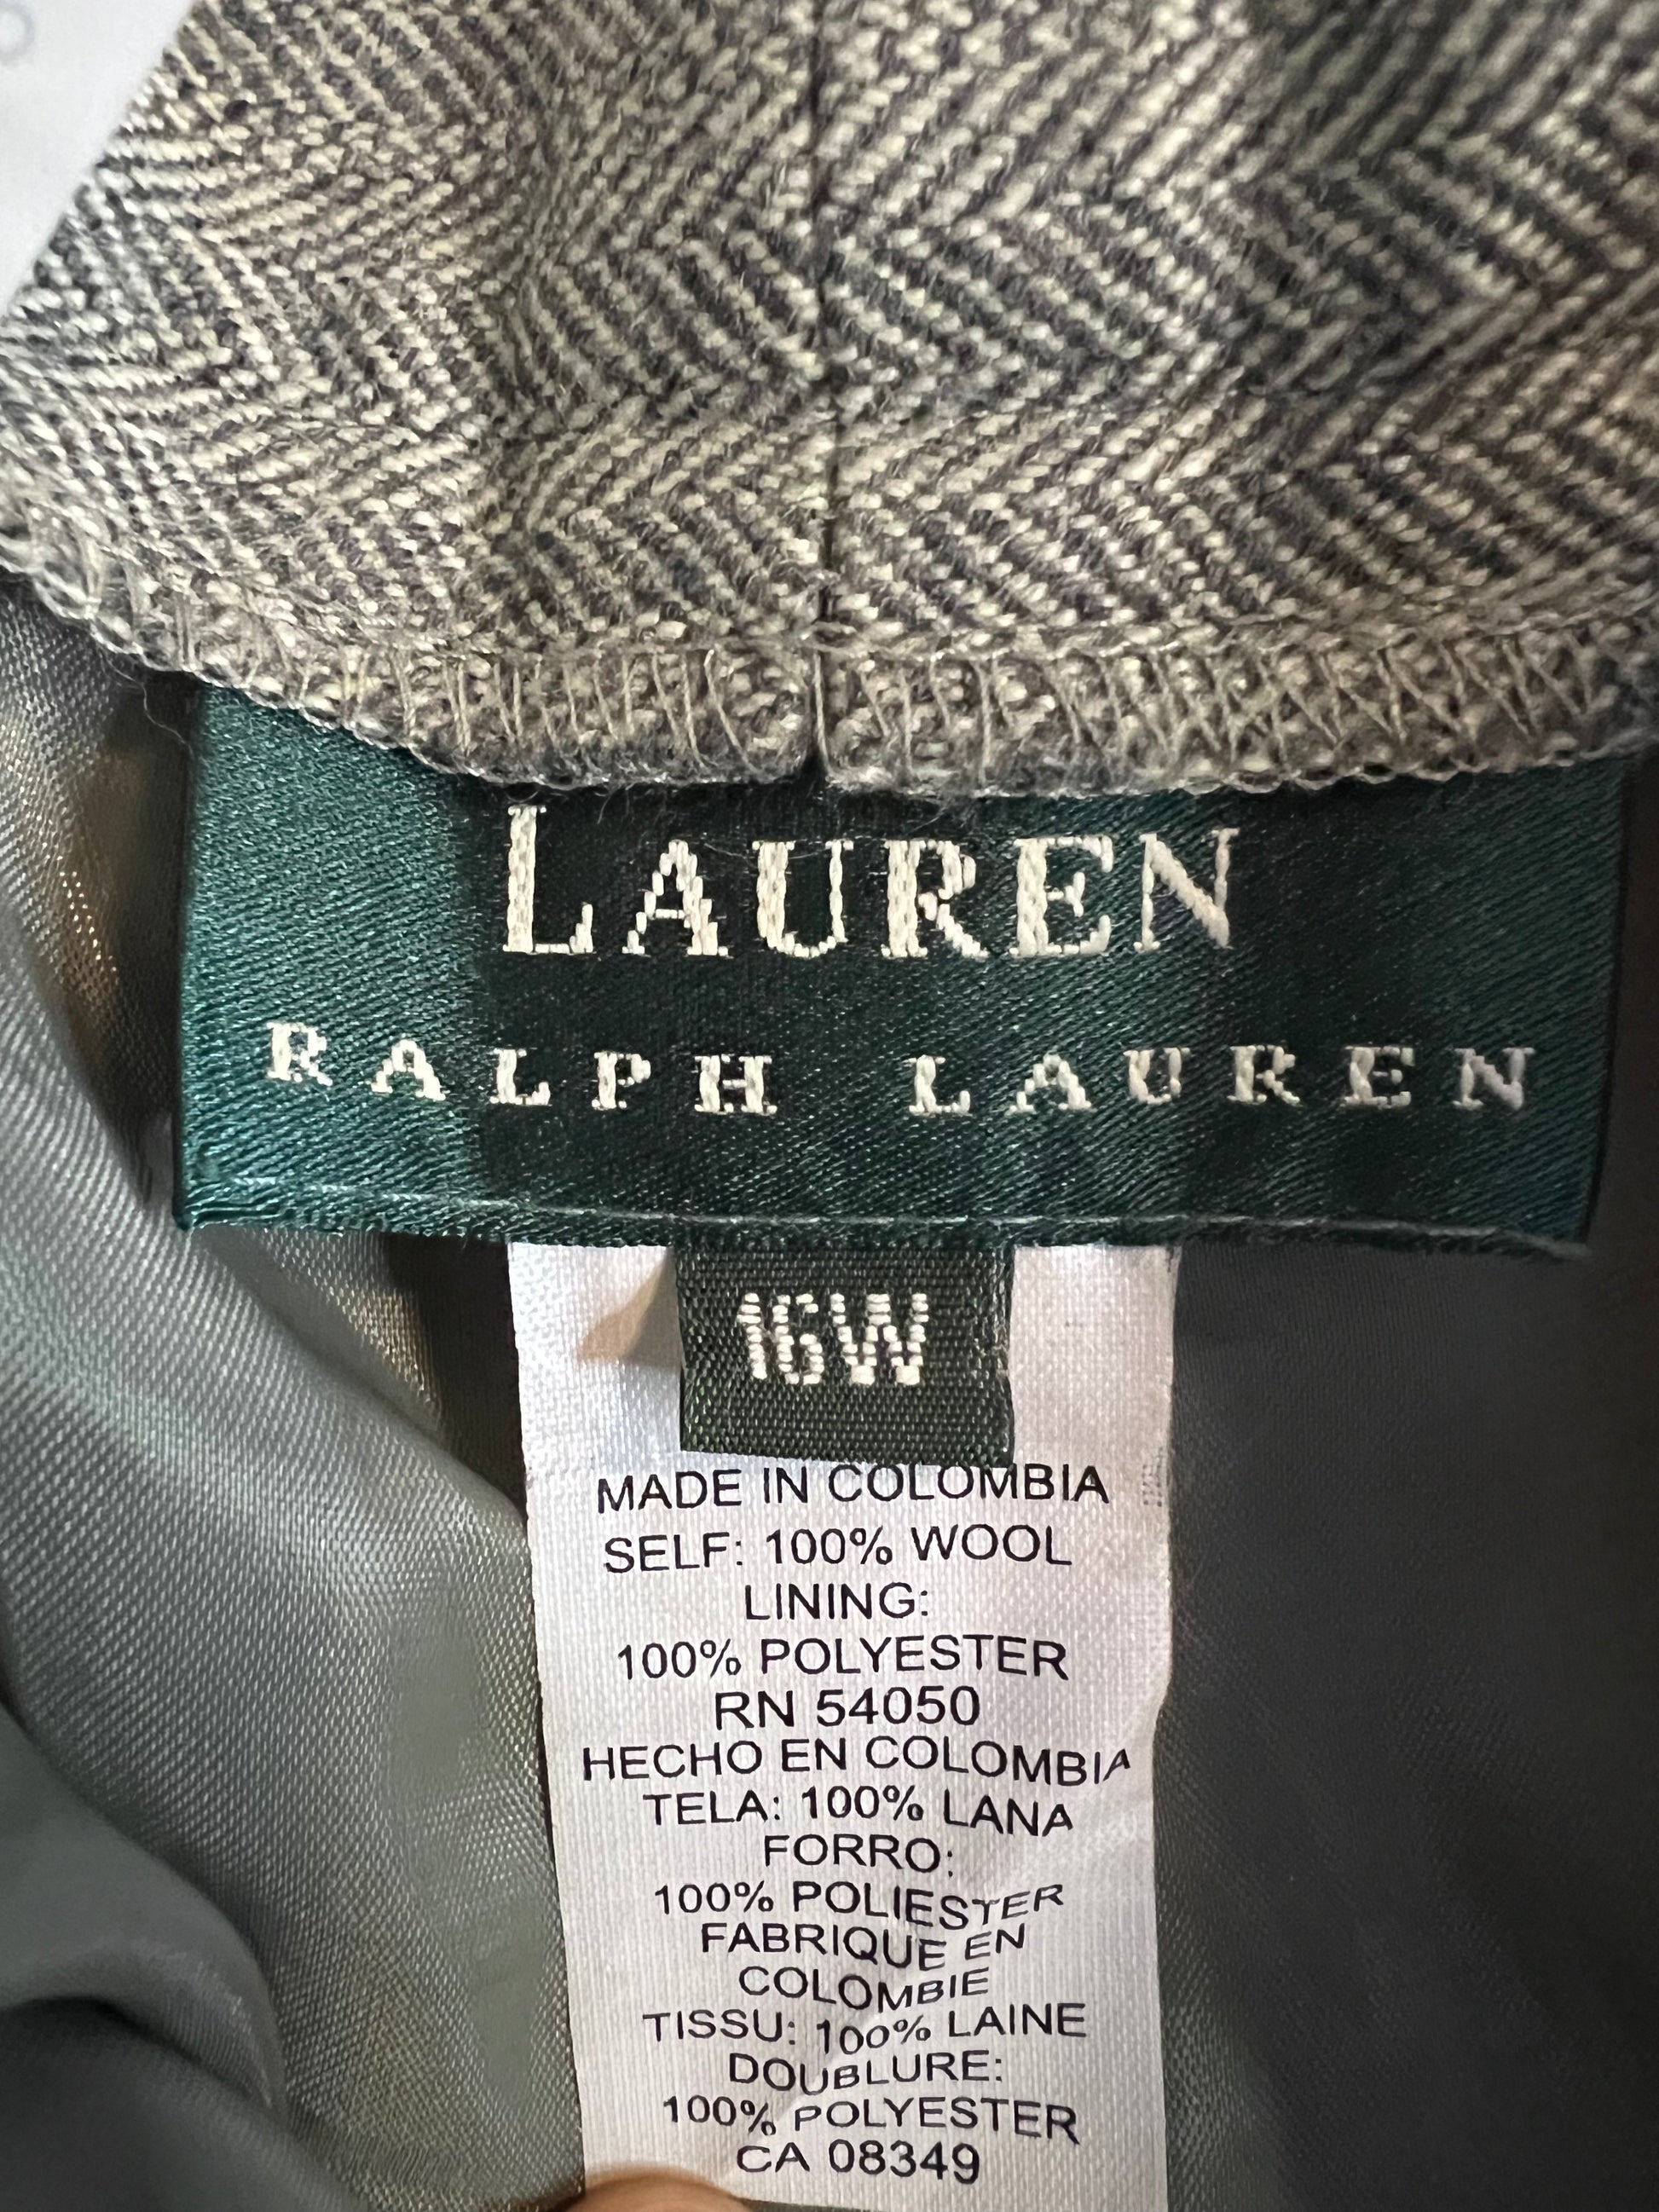 LAUREN
RALPH LAUREN
16W
MADE IN COLOMBIA
SELF: 100% WOOL
LINING:
100% POLYESTER
RN 54050
HECHO EN COLOMBIA
TELA: 100% LANA
FORRO:
100% POLIESTER
FABRIQUE EN
COLOMBIE
TISSU: 100% LAINE
DOUBLURE:
100% POLYESTER
CA 08349